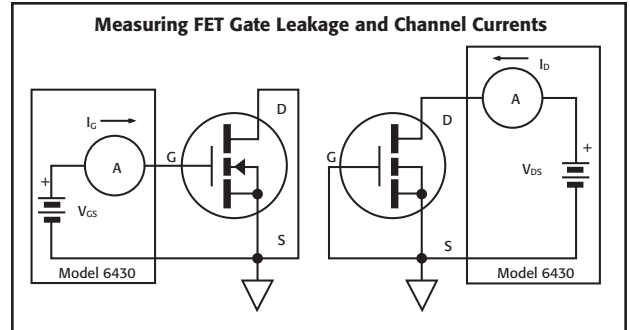 Measuring FET Gate Leakage and Channel Currents
IG
A
+
VGS
G
D
S
Model 6430
ID
A
D
G
+
VDS
S
Model 6430